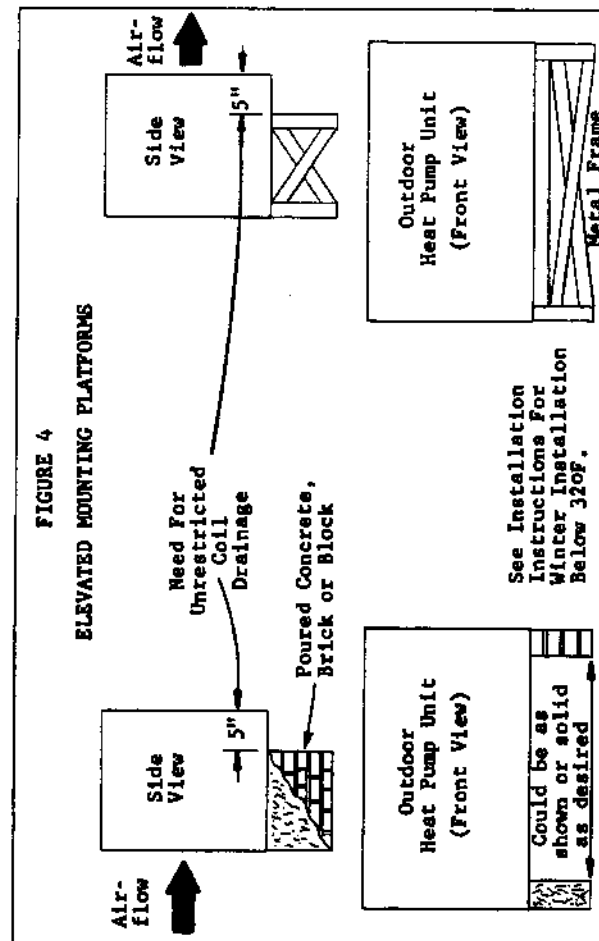 FIGURE 4
ELEVATED MOUNTING PLATFORMS
Air-
flow
Side
View
5"
Need For
Unrestricted
Coil
Drainage
Poured Concrete,
Brick or Block
Side
View
5"
Air-
flow
Outdoor
Heat Pump Unit
(Front View)
Could be as
shown or solid
as desired
See Installation
Instructions For
Winter Installation
Below 32ºF.
Outdoor
Heat Pump Unit
(Front View)
Metal Frame